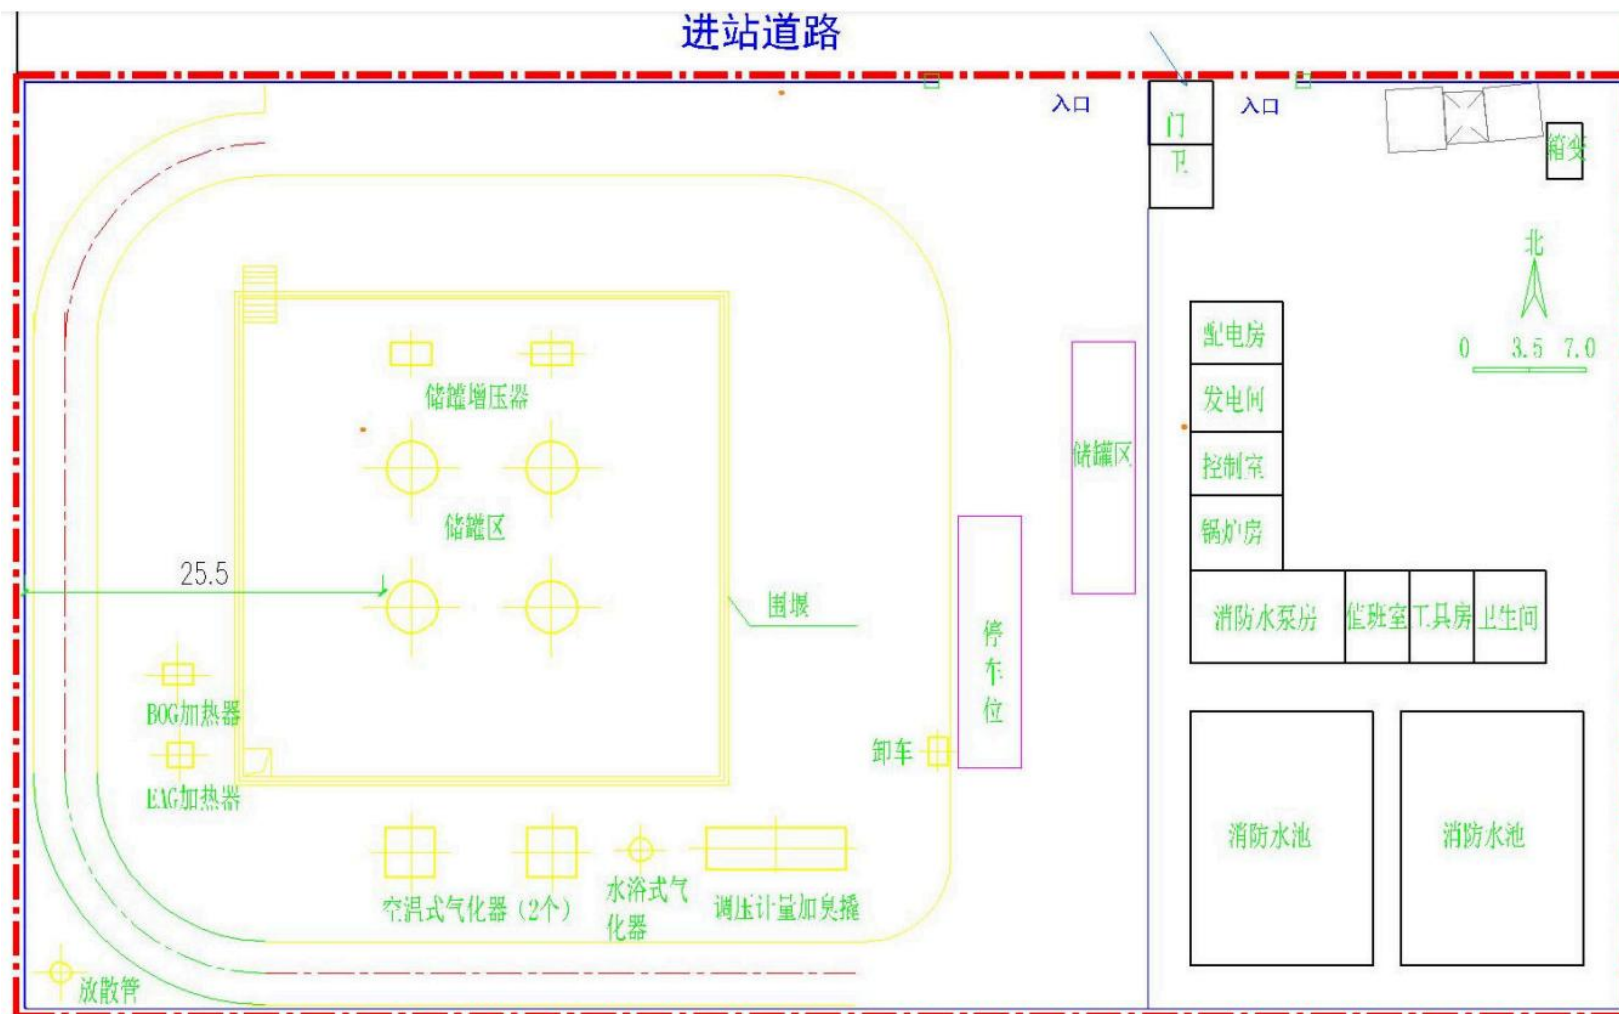 进站道路
入口
门卫
入口
箱变
北
0 3.5 7.0
配电房
发电间
控制室
锅炉房
消防水泵房
值班室
工具房
卫生间
消防水池
消防水池
储罐增压器
储罐区
储罐区
25.5
围堰
停车位
卸车
BOG加热器
EAG加热器
空温式气化器（2个）
水浴式气
化器
调压计量加臭撬
放散管